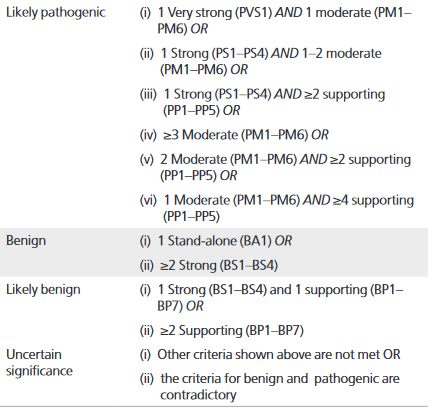 Likely pathogenic (i) 1 Very strong (PVS1) AND 1 moderate (PM1–
PM6) OR
(ii) 1 Strong (PS1–PS4) AND 1–2 moderate
(PM1–PM6) OR
(iii) 1 Strong (PS1–PS4) AND ≥2 supporting
(PP1–PP5) OR
(iv) ≥3 Moderate (PM1–PM6) OR
(v) 2 Moderate (PM1–PM6) AND ≥2 supporting
(PP1–PP5) OR
(vi) 1 Moderate (PM1–PM6) AND ≥4 supporting
(PP1–PP5)
Benign (i) 1 Stand-alone (BA1) OR
(ii) ≥2 Strong (BS1–BS4)
Likely benign (i) 1 Strong (BS1–BS4) and 1 supporting (BP1–
BP7) OR
(ii) ≥2 Supporting (BP1–BP7)
Uncertain (i) Other criteria shown above are not met OR
significance
(ii) the criteria for benign and pathogenic are
contradictory